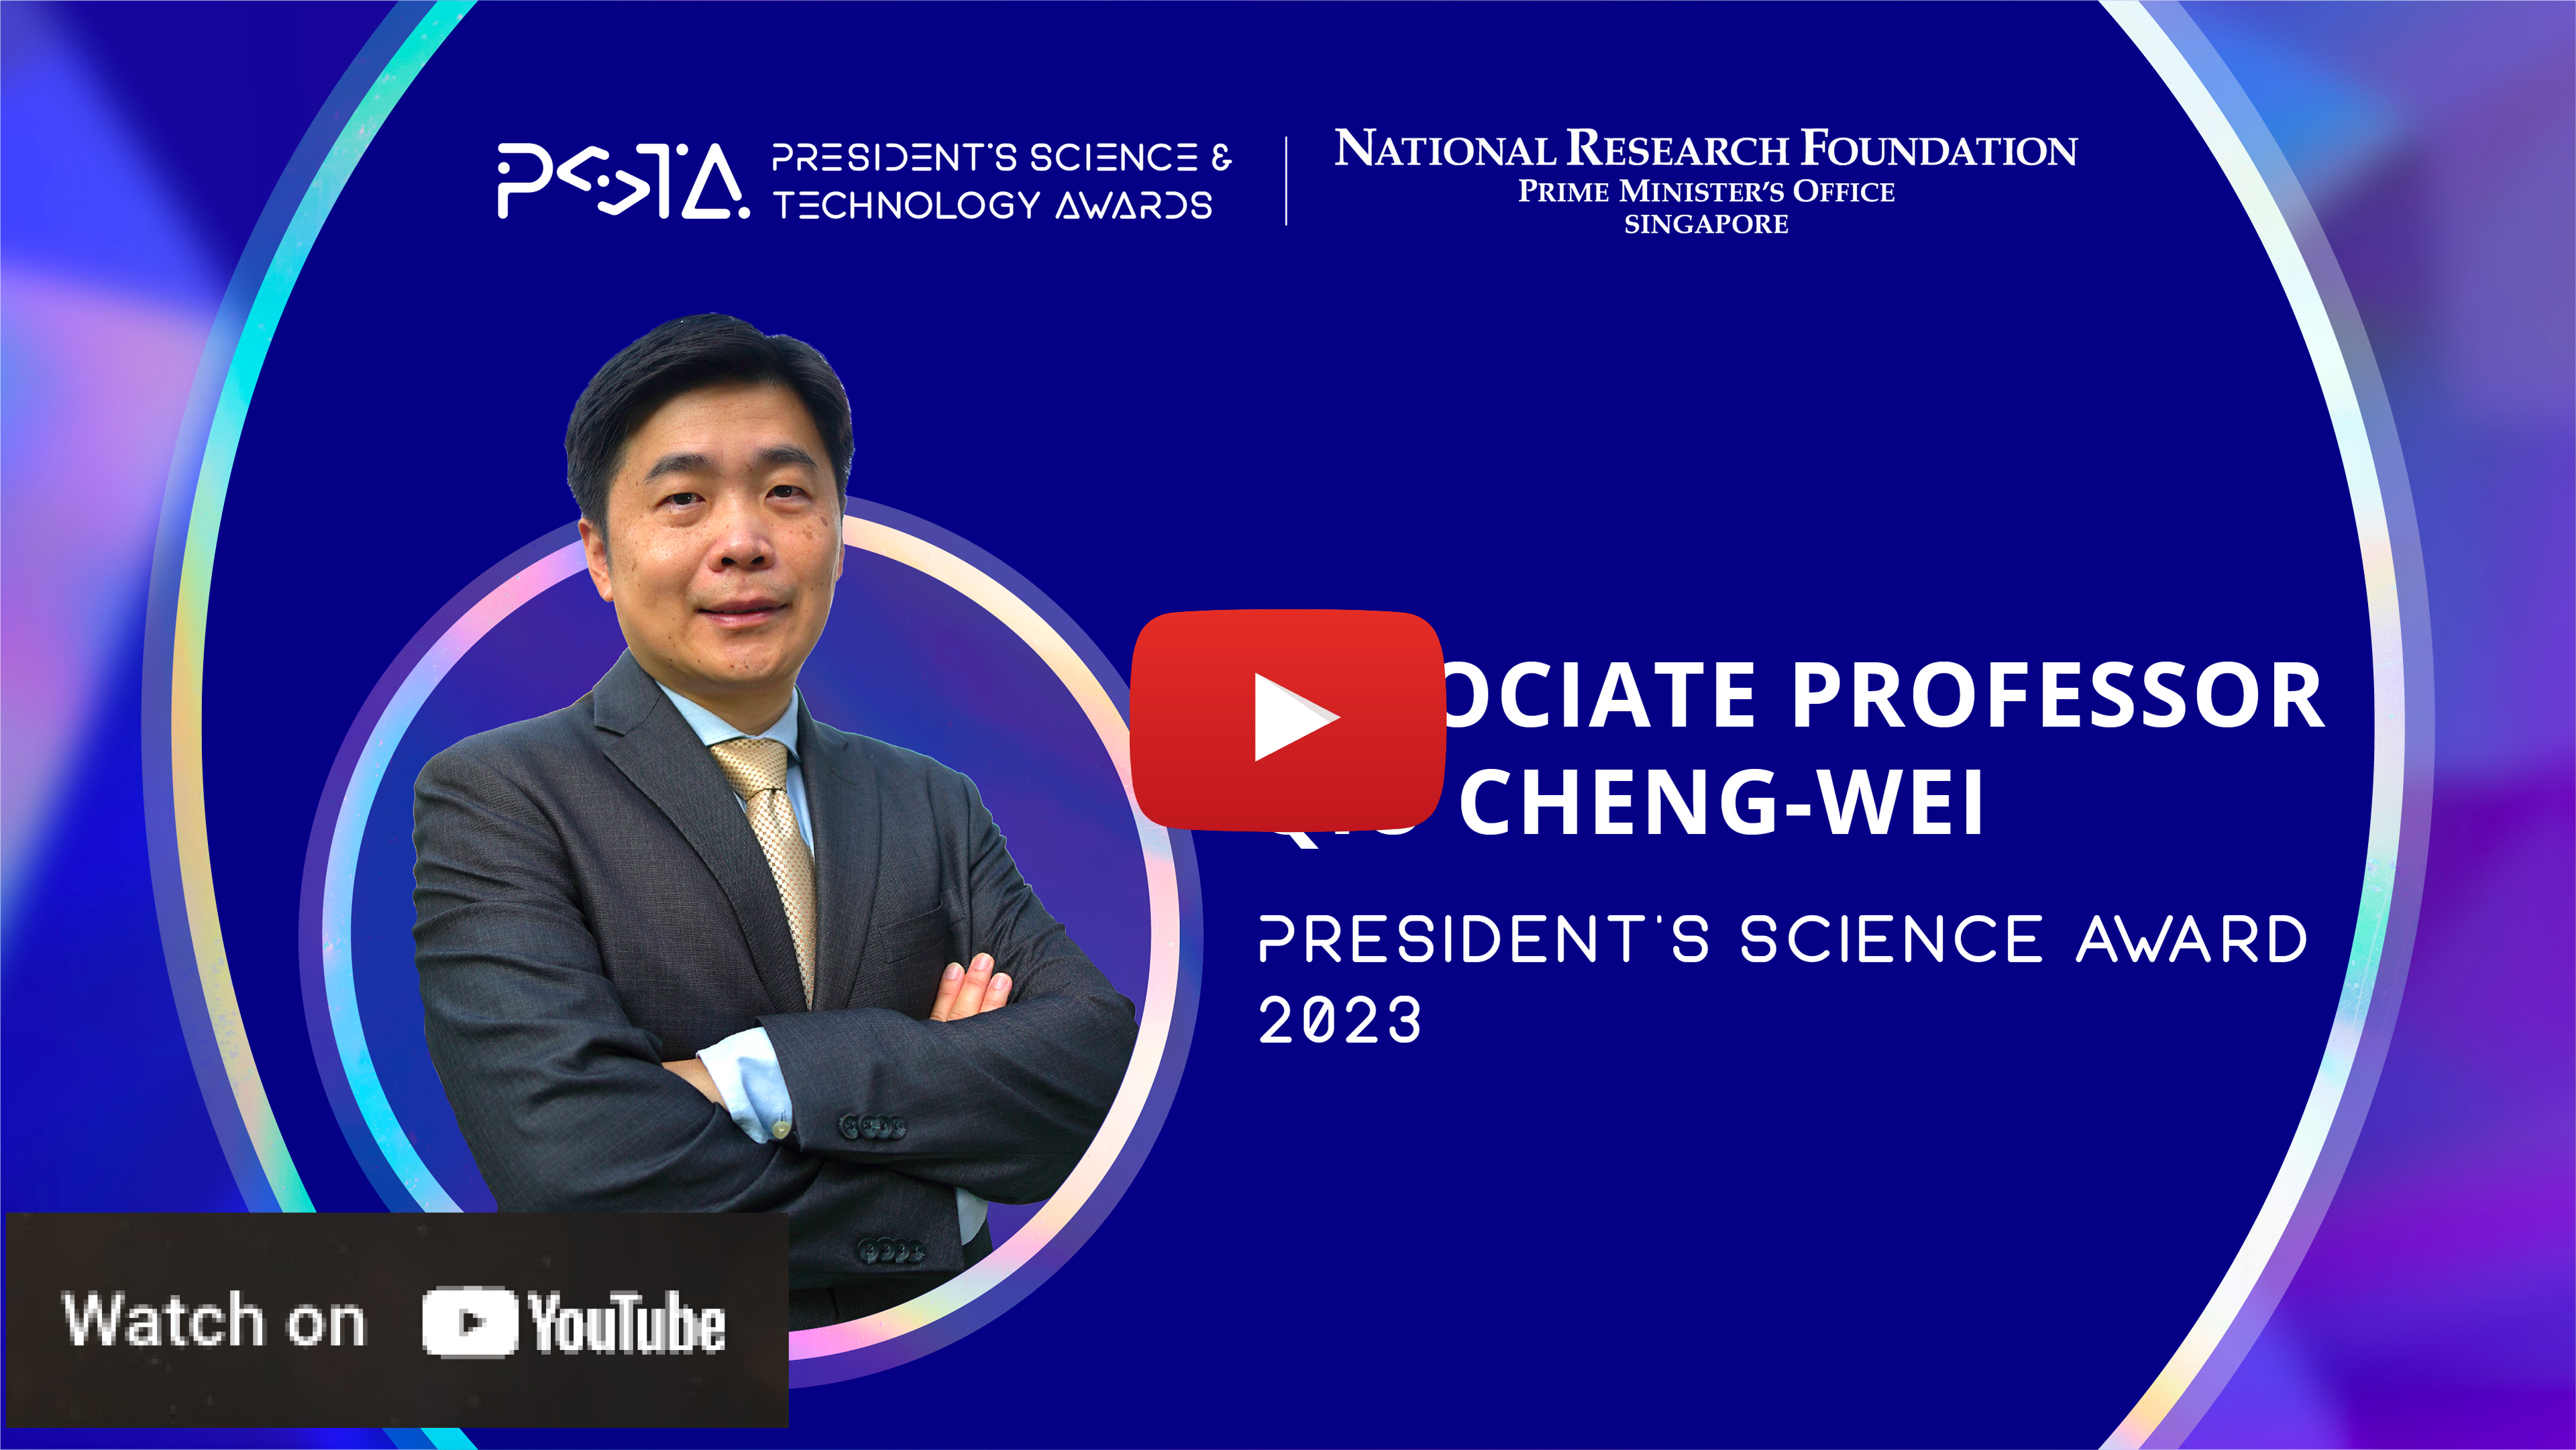 PSTA PRESIDENT'S SCIENCE &
TECHNOLOGY AWARDS
NATIONAL RESEARCH FOUNDATION
PRIME MINISTER'S OFFICE
SINGAPORE
OCIATE PROFESSOR
CHENG-WEI
PRESIDENT'S SCIENCE AWARD
2023
Watch on YouTube